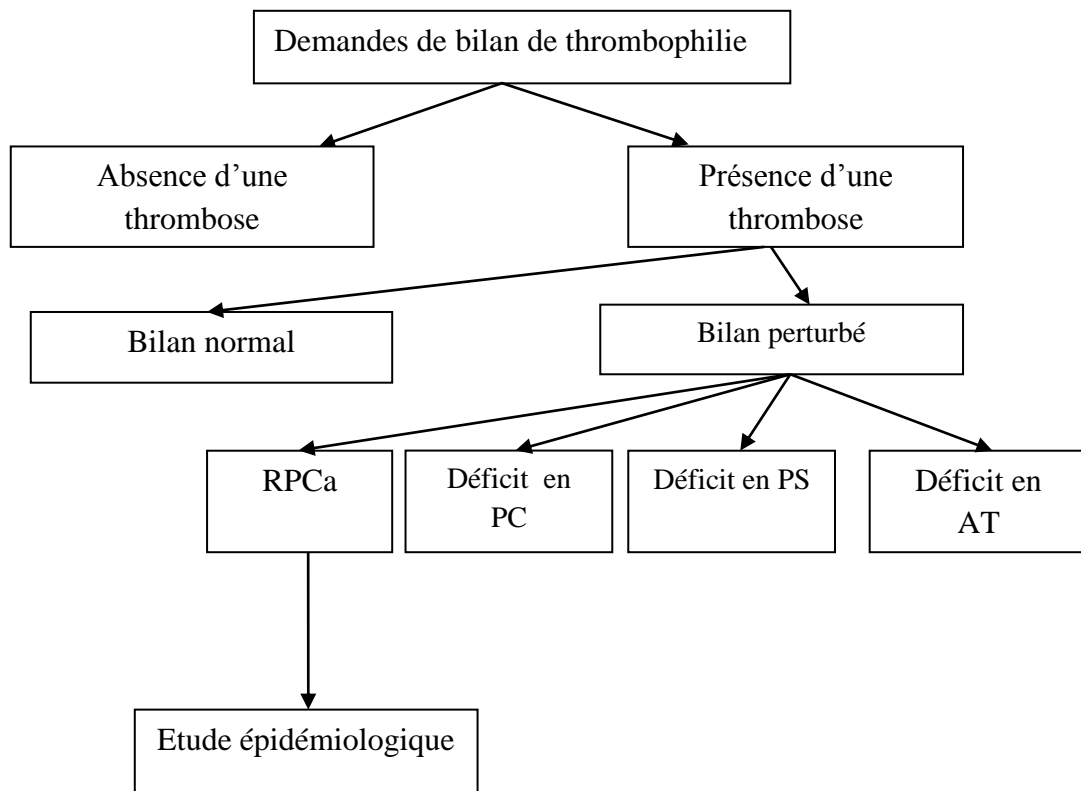 Demandes de bilan de thrombophilie
Absence d’une
thrombose
Présence d’une
thrombose
Bilan normal
Bilan perturbé
RPCa
Déficit en
PC
Déficit en PS
Déficit en
AT
Etude épidémiologique